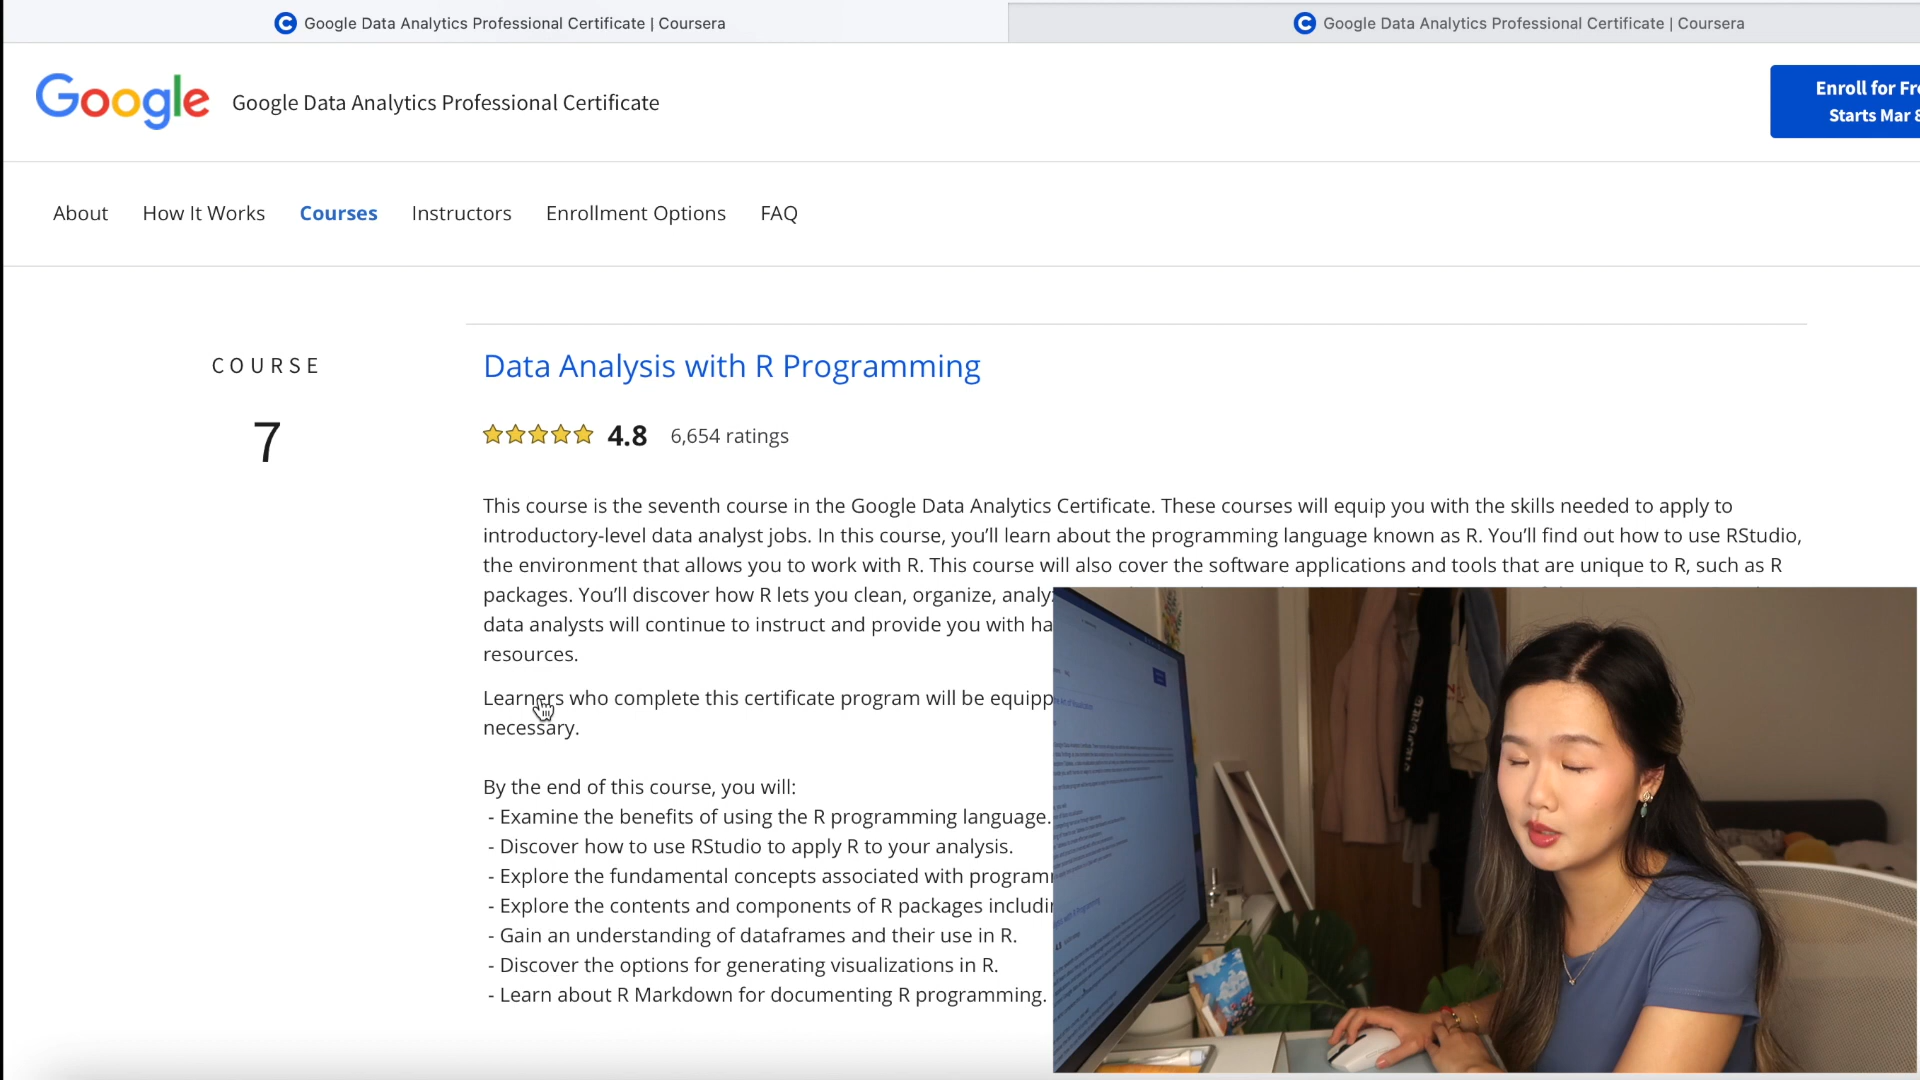 Google Data Analytics Professional Certificate | Coursera
Google Data Analytics Professional Certificate | Coursera
Google
Google Data Analytics Professional Certificate
Enroll for Fr
Starts Mar
About
How It Works
Courses
Instructors
Enrollment Options
FAQ
COURSE
7
Data Analysis with R Programming
4.8
6,654 ratings
This course is the seventh course in the Google Data Analytics Certificate. These courses will equip you with the skills needed to apply to
introductory-level data analyst jobs. In this course, you'll learn about the programming language known as R. You'll find out how to use RStudio,
the environment that allows you to work with R. This course will also cover the software applications and tools that are unique to R, such as R
packages. You'll discover how R lets you clean, organize, analy
data analysts will continue to instruct and provide you with ha
resources.
Learners who complete this certificate program will be equipp
necessary.
By the end of this course, you will:
- Examine the benefits of using the R programming language.
- Discover how to use RStudio to apply R to your analysis.
- Explore the fundamental concepts associated with program
- Explore the contents and components of R packages includi
- Gain an understanding of dataframes and their use in R.
- Discover the options for generating visualizations in R.
- Learn about R Markdown for documenting R programming.